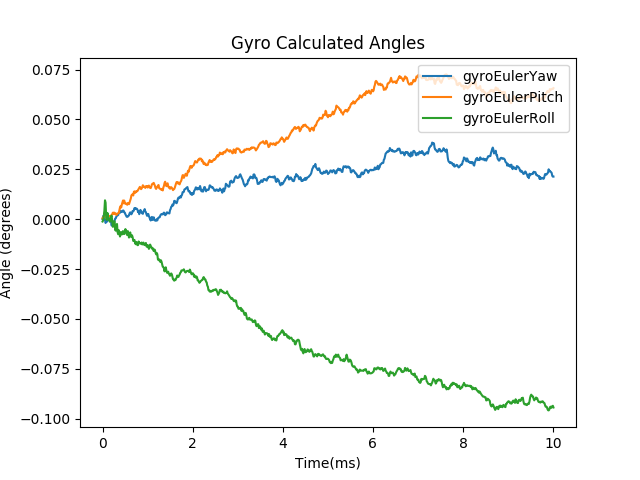 Gyro Calculated Angles
gyroEulerYaw
gyroEulerPitch
gyroEulerRoll
Angle (degrees)
0.075
0.050
0.025
0.000
−0.025
−0.050
−0.075
−0.100
0 2 4 6 8 10
Time(ms)